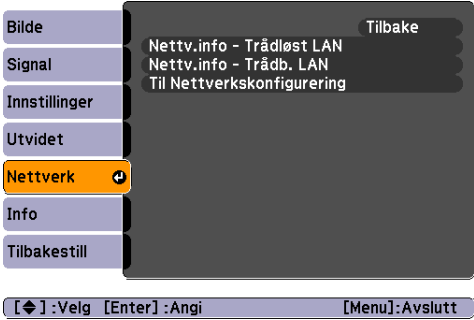 Bilde
Signal
Innstillinger
Utvidet
Nettverk
Info
Tilbakestill
Tilbake
Nettv.info - Trådløst LAN
Nettv.info - Trådb. LAN
Til Nettverkskonfigurering
[◆] :Velg [Enter] :Angi [Menu] :Avslutt